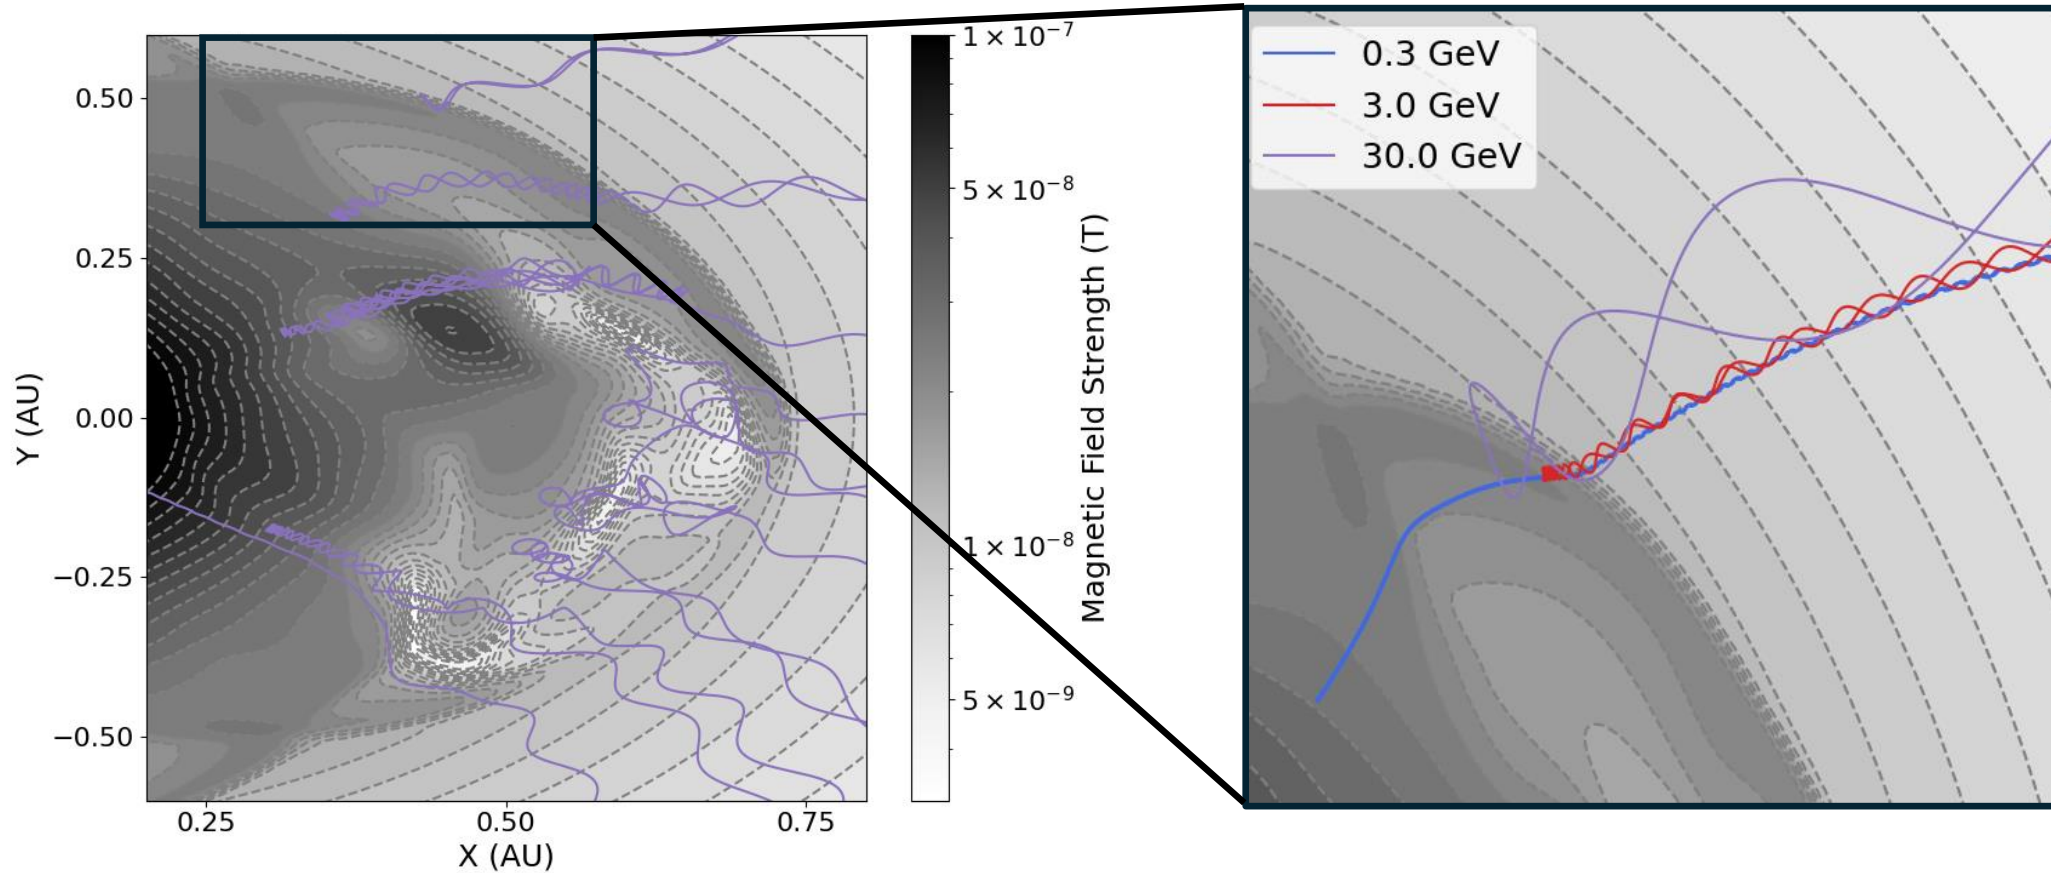 0.50
0.25
0.00
−0.25
−0.50
Y (AU)
0.25
0.50
0.75
X (AU)
1 × 10⁻⁷
5 × 10⁻⁸
1 × 10⁻⁸
5 × 10⁻⁹
Magnetic Field Strength (T)
0.3 GeV
3.0 GeV
30.0 GeV